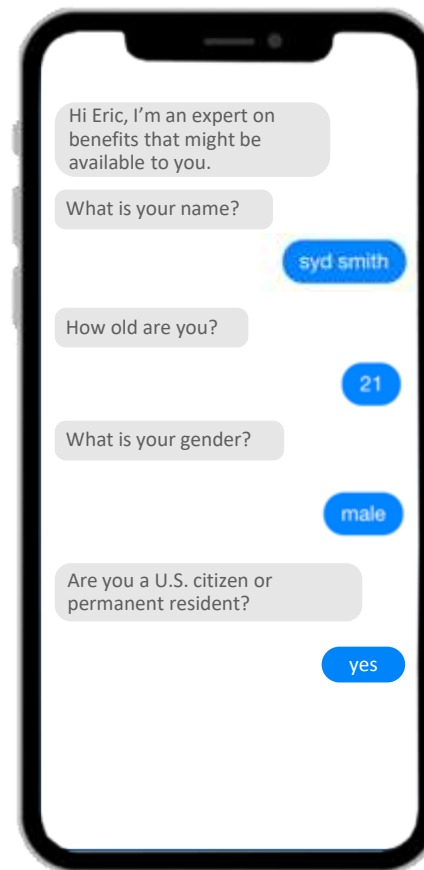 Hi Eric, I’m an expert on
benefits that might be
available to you.
What is your name?
syd smith
How old are you?
21
What is your gender?
male
Are you a U.S. citizen or
permanent resident?
yes